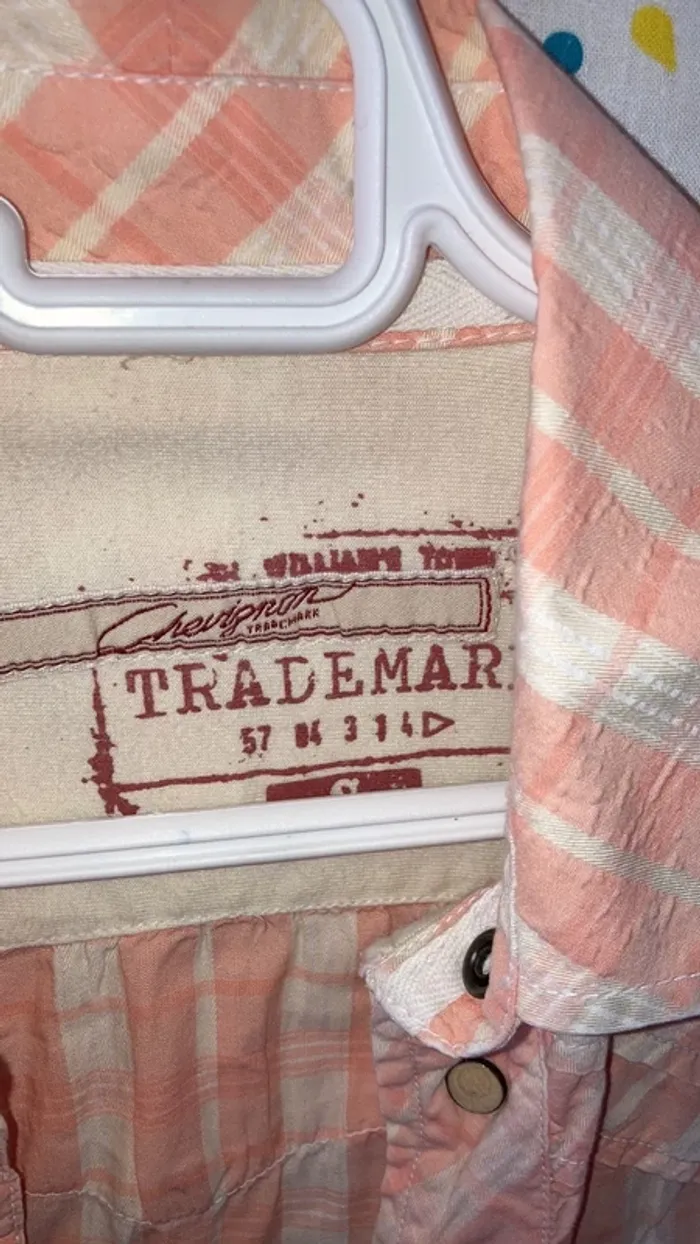 Chevignon
TRADEMARK
TRADEMAR
57 84 3 1 4
S